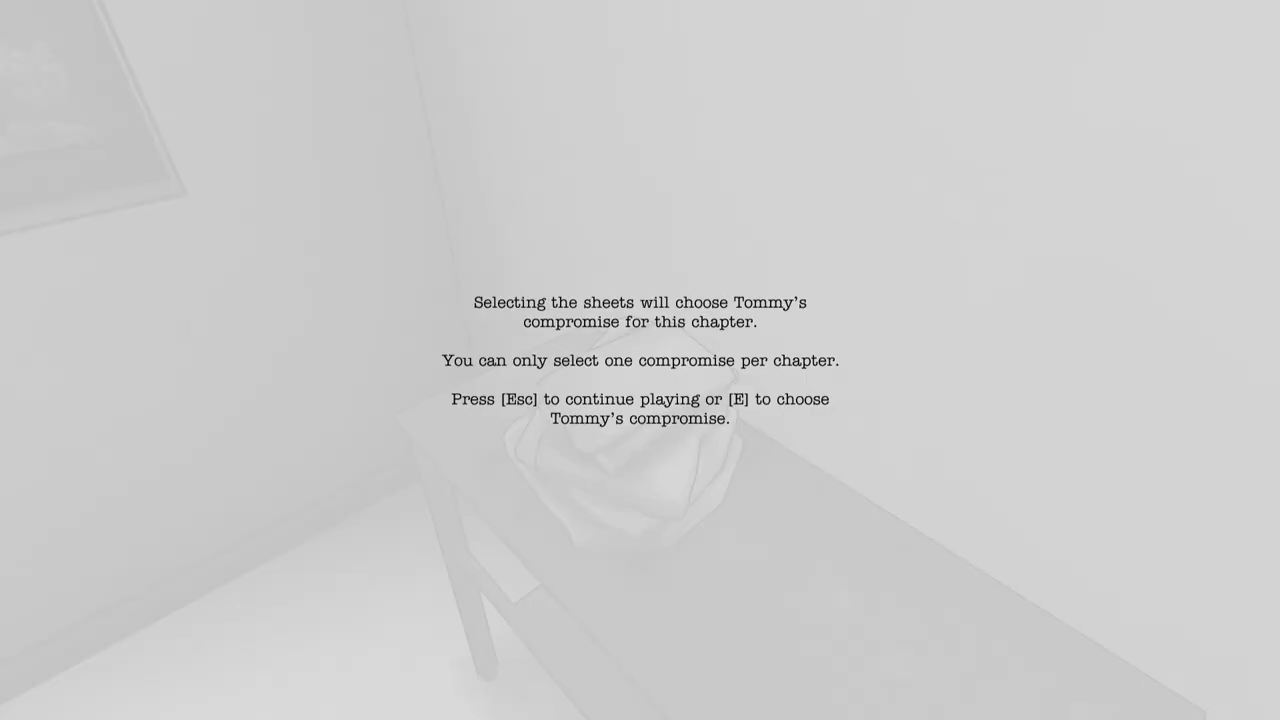 Selecting the sheets will choose Tommy's
compromise for this chapter.
You can only select one compromise per chapter.
Press [Esc] to continue playing or [E] to choose
Tommy's compromise.